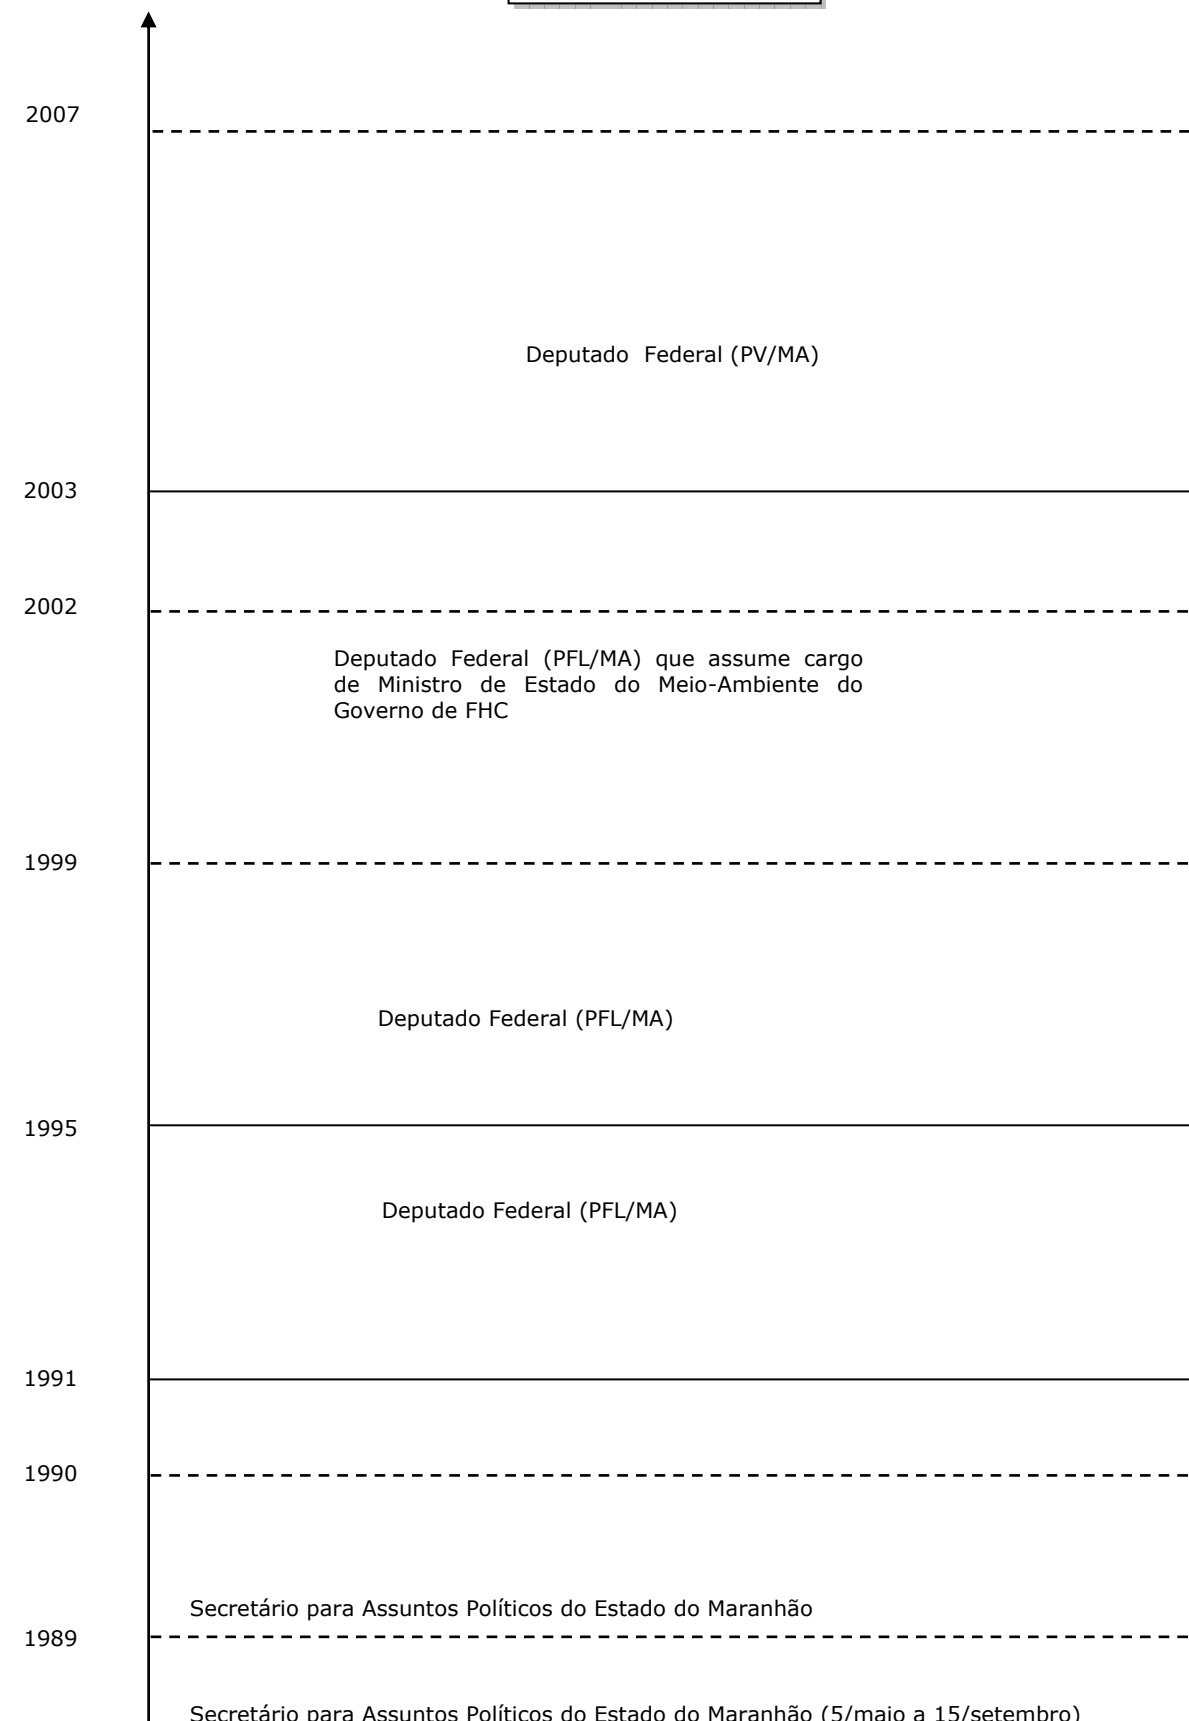 2007
Deputado Federal (PV/MA)
2003
2002
Deputado Federal (PFL/MA) que assume cargo
de Ministro de Estado do Meio-Ambiente do
Governo de FHC
1999
Deputado Federal (PFL/MA)
1995
Deputado Federal (PFL/MA)
1991
1990
Secretário para Assuntos Políticos do Estado do Maranhão
1989
Secretário para Assuntos Políticos do Estado do Maranhão (5/maio a 15/setembro)